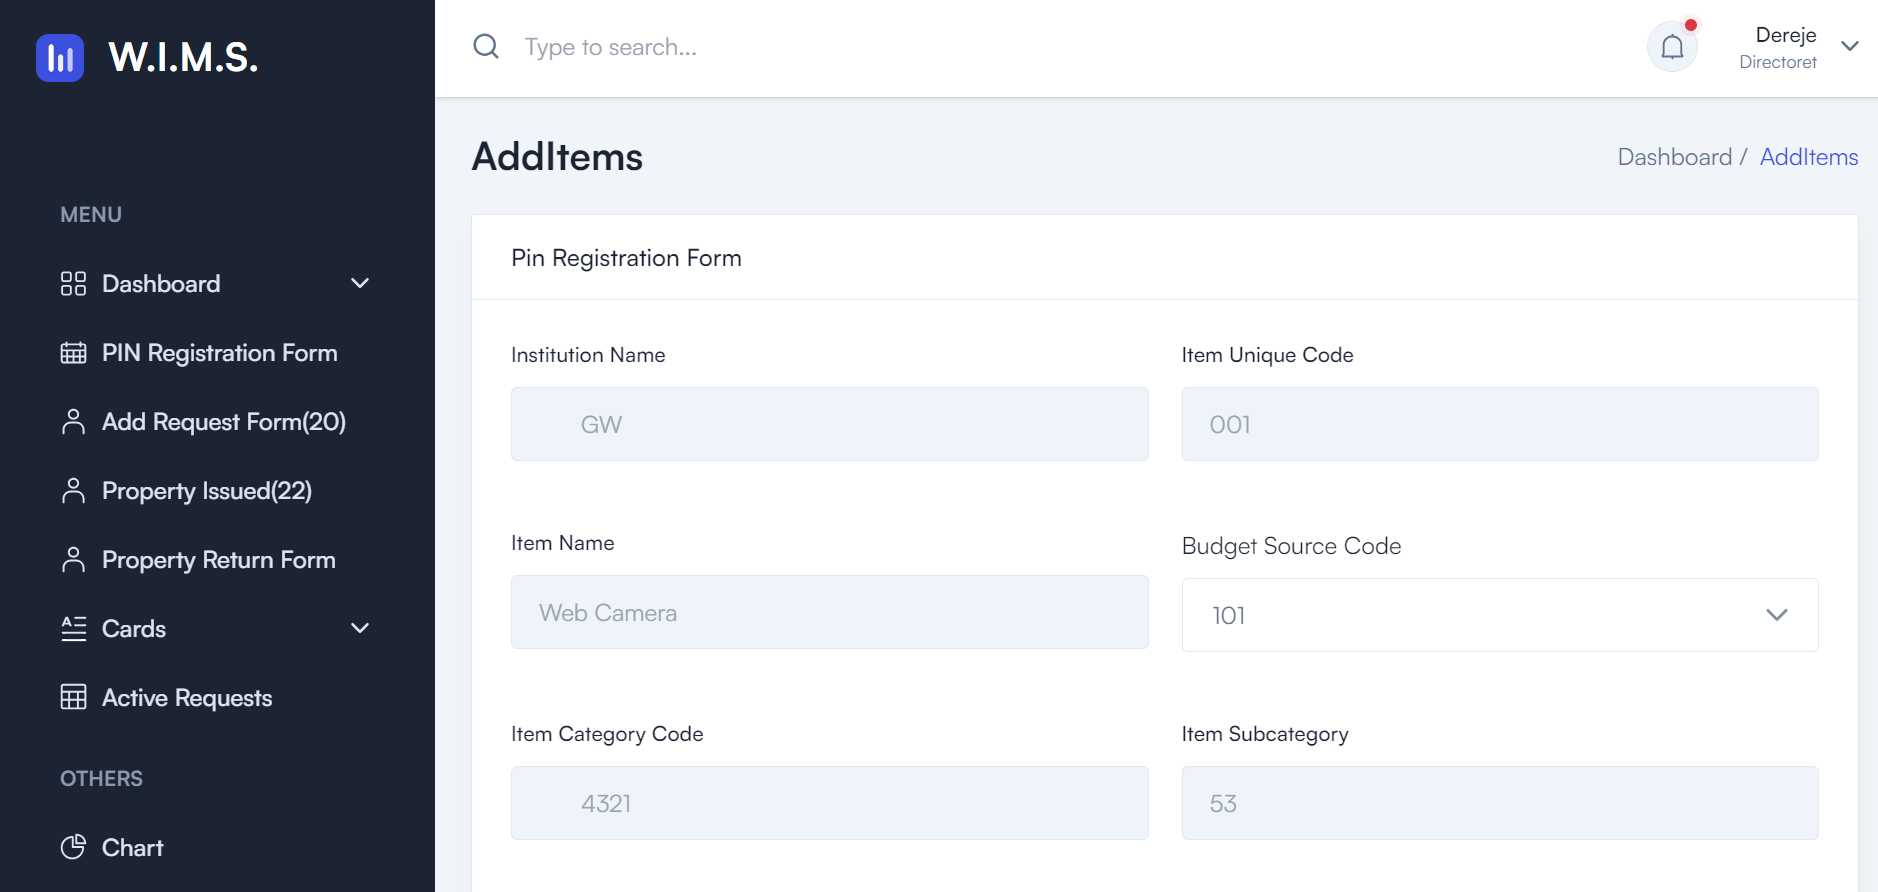 W.I.M.S.
Type to search...
Dereje
Directoret
MENU
Dashboard
PIN Registration Form
Add Request Form(20)
Property Issued(22)
Property Return Form
Cards
Active Requests
OTHERS
Chart
AddItems
Dashboard / AddItems
Pin Registration Form
Institution Name
GW
Item Unique Code
001
Item Name
Web Camera
Budget Source Code
101
Item Category Code
4321
Item Subcategory
53